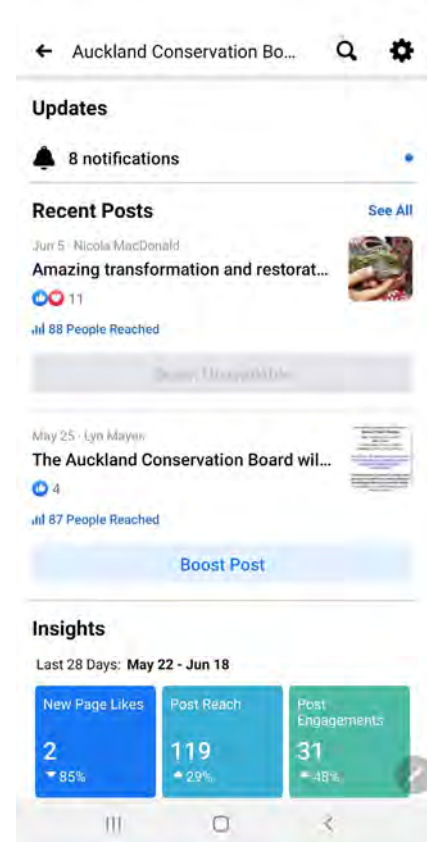 Auckland Conservation Bo...
Updates
8 notifications
Recent Posts
See All
Jun 5 · Nicola MacDonald
Amazing transformation and restorat...
11
88 People Reached
Boost Unavailable
May 25 · Lyn Mayes
The Auckland Conservation Board wil...
4
87 People Reached
Boost Post
Insights
Last 28 Days: May 22 - Jun 18
New Page Likes
2
85%
Post Reach
119
29%
Post
Engagements
31
48%